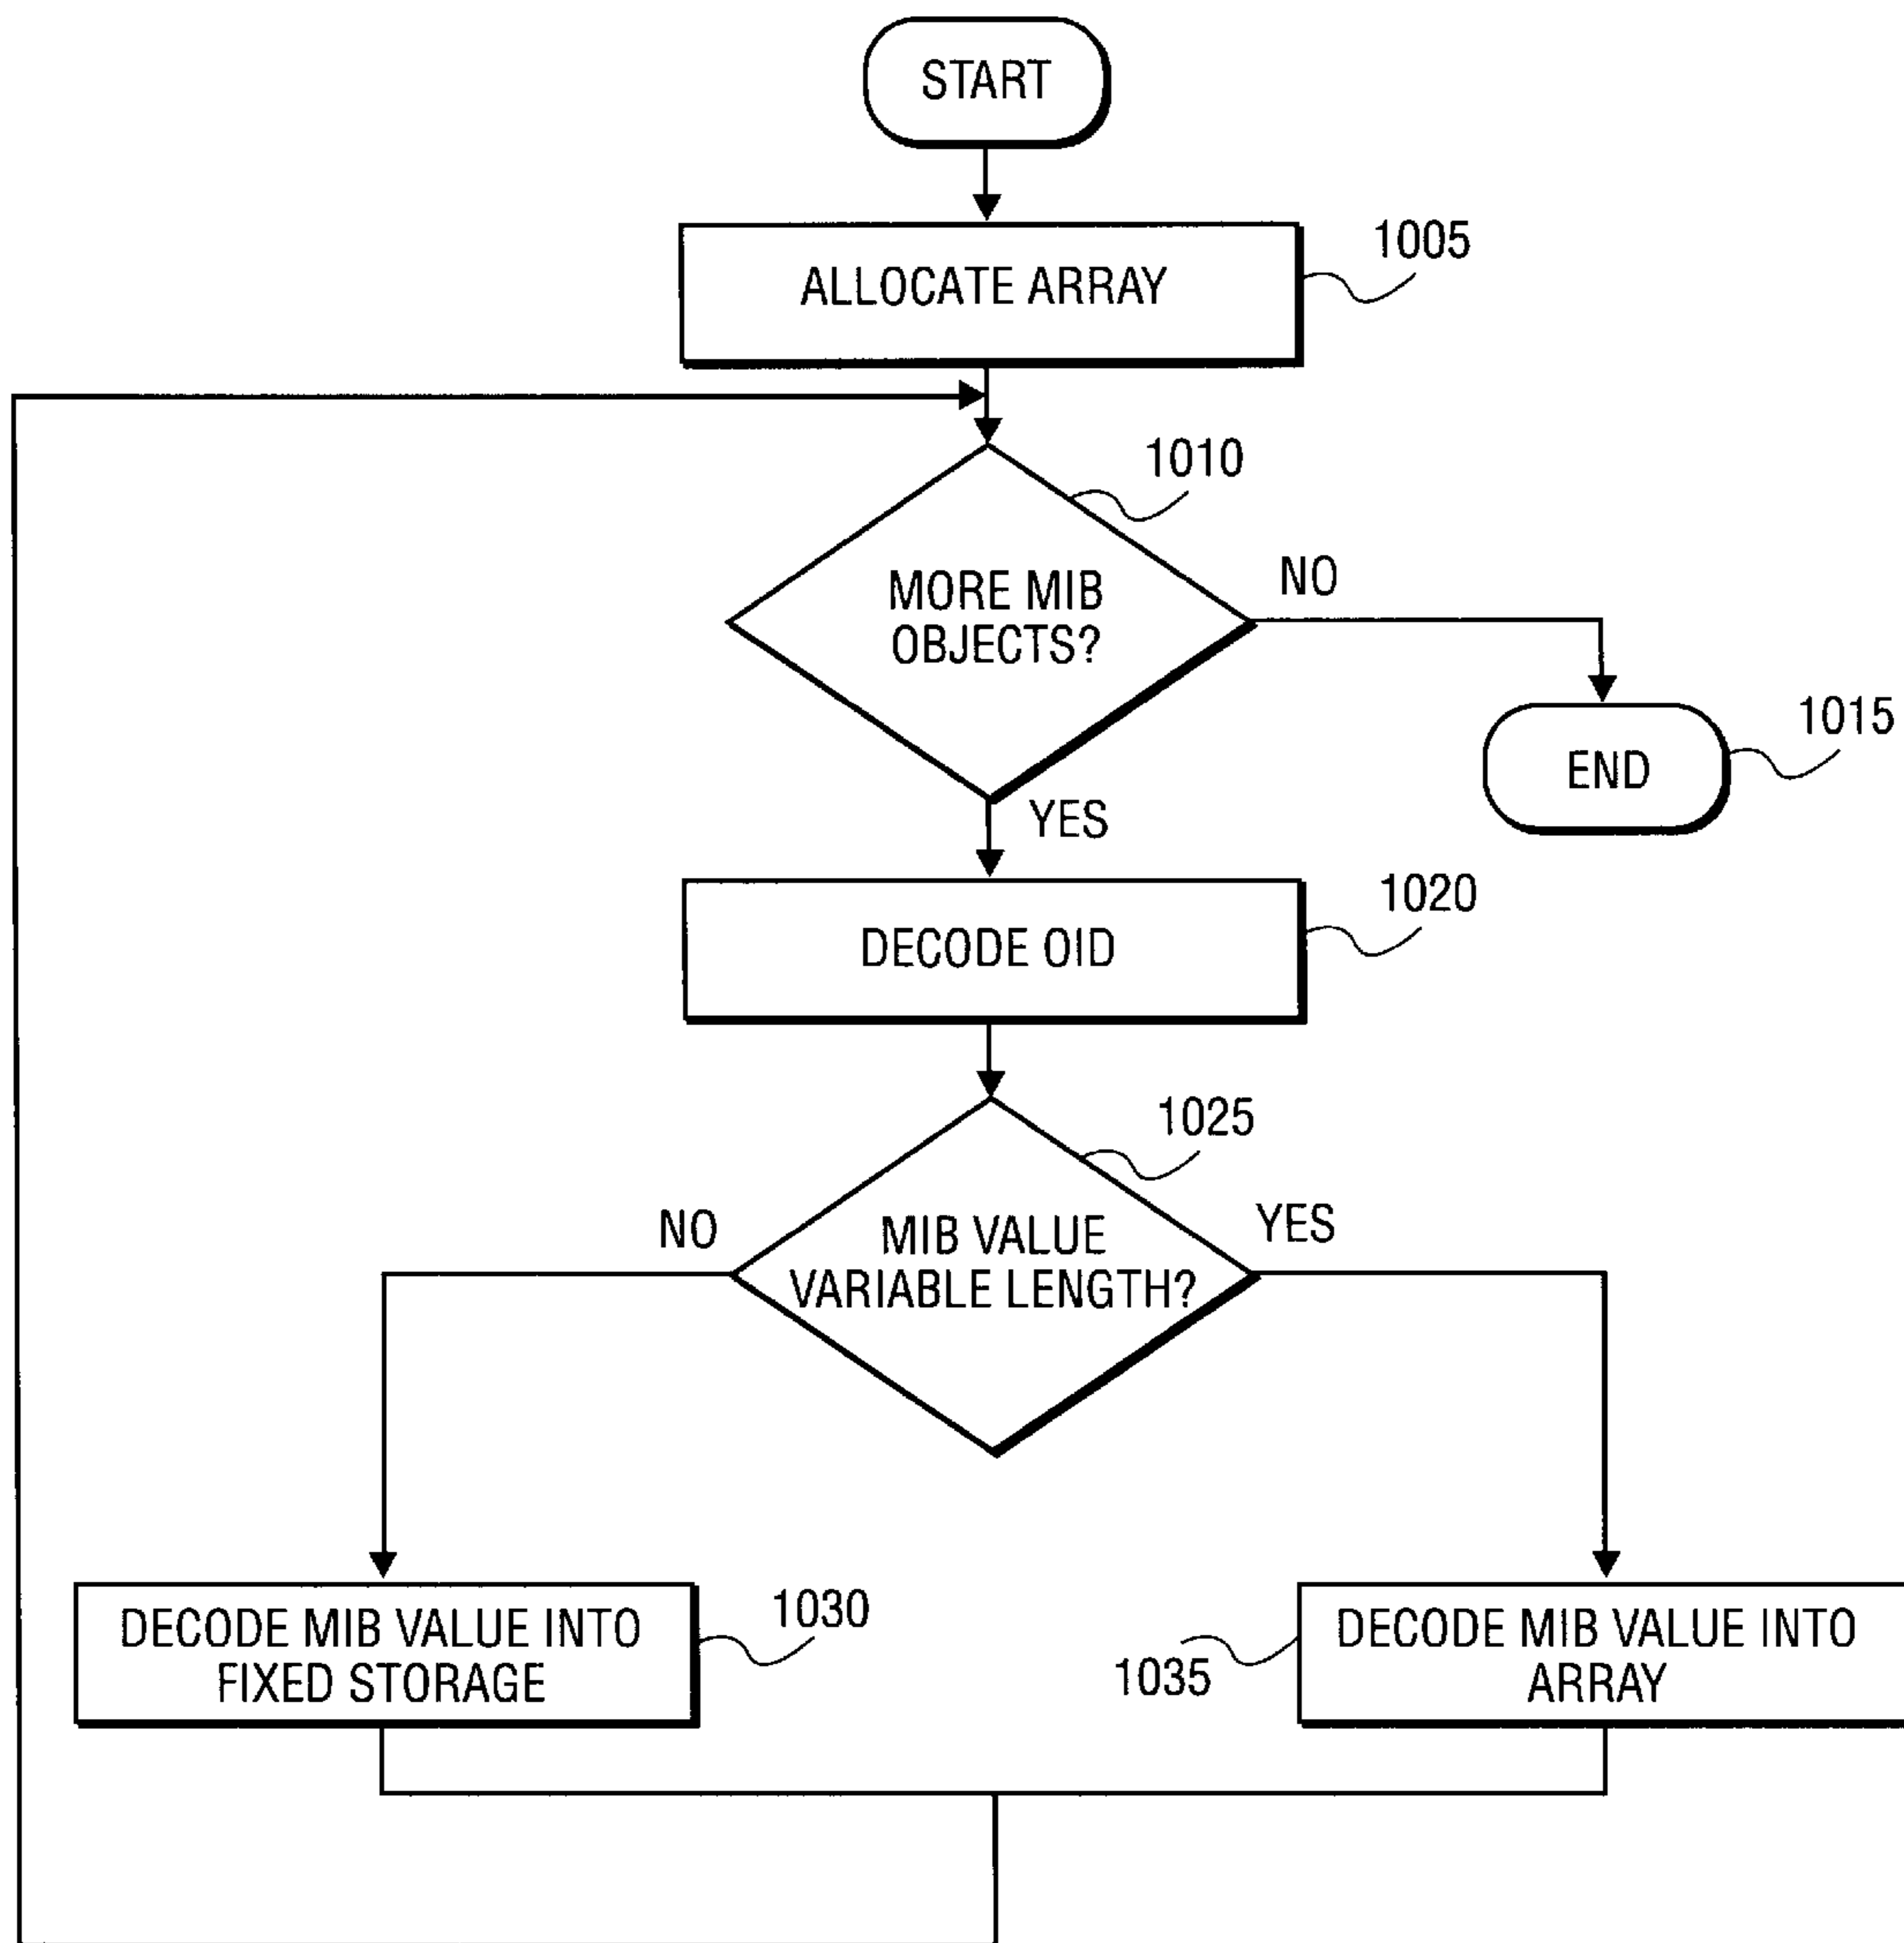 START
ALLOCATE ARRAY
1005
1010
MORE MIB
OBJECTS?
NO
END
1015
YES
DECODE OID
1020
1025
MIB VALUE
VARIABLE LENGTH?
NO
YES
DECODE MIB VALUE INTO
FIXED STORAGE
1030
1035
DECODE MIB VALUE INTO
ARRAY